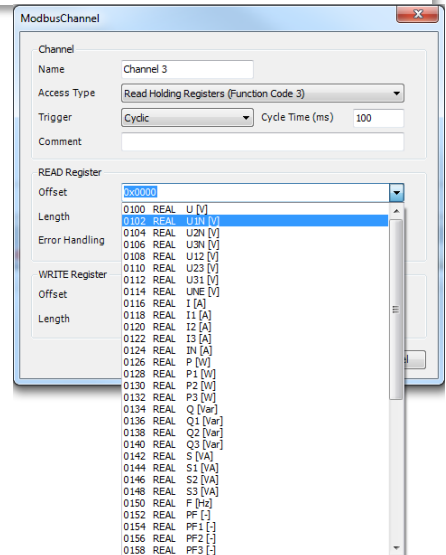 ModbusChannel
Channel
Name Channel 3
Access Type Read Holding Registers (Function Code 3)
Trigger Cyclic Cycle Time (ms) 100
Comment
READ Register
Offset 0x0000
Length
Error Handling
WRITE Register
Offset
Length
0100 REAL U [V]
0102 REAL U1N [V]
0104 REAL U2N [V]
0106 REAL U3N [V]
0108 REAL U12 [V]
0110 REAL U23 [V]
0112 REAL U31 [V]
0114 REAL UNE [V]
0116 REAL I [A]
0118 REAL I1 [A]
0120 REAL I2 [A]
0122 REAL I3 [A]
0124 REAL IN [A]
0126 REAL P [W]
0128 REAL P1 [W]
0130 REAL P2 [W]
0132 REAL P3 [W]
0134 REAL Q [Var]
0136 REAL Q1 [Var]
0138 REAL Q2 [Var]
0140 REAL Q3 [Var]
0142 REAL S [VA]
0144 REAL S1 [VA]
0146 REAL S2 [VA]
0148 REAL S3 [VA]
0150 REAL F [Hz]
0152 REAL PF [-]
0154 REAL PF1 [-]
0156 REAL PF2 [-]
0158 REAL PF3 [-]